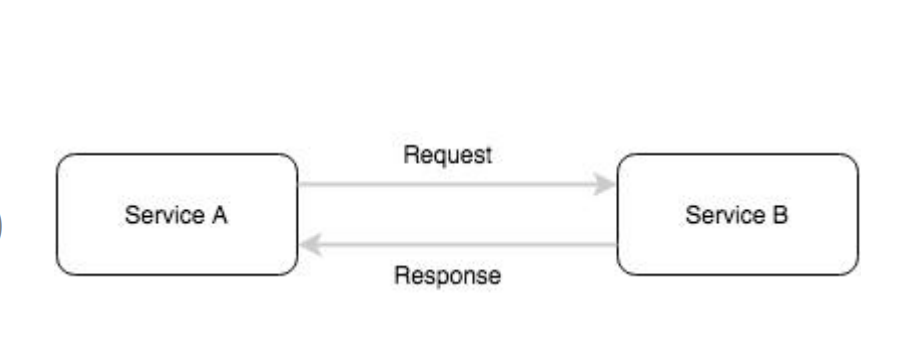 Request
Service A
Service B
Response